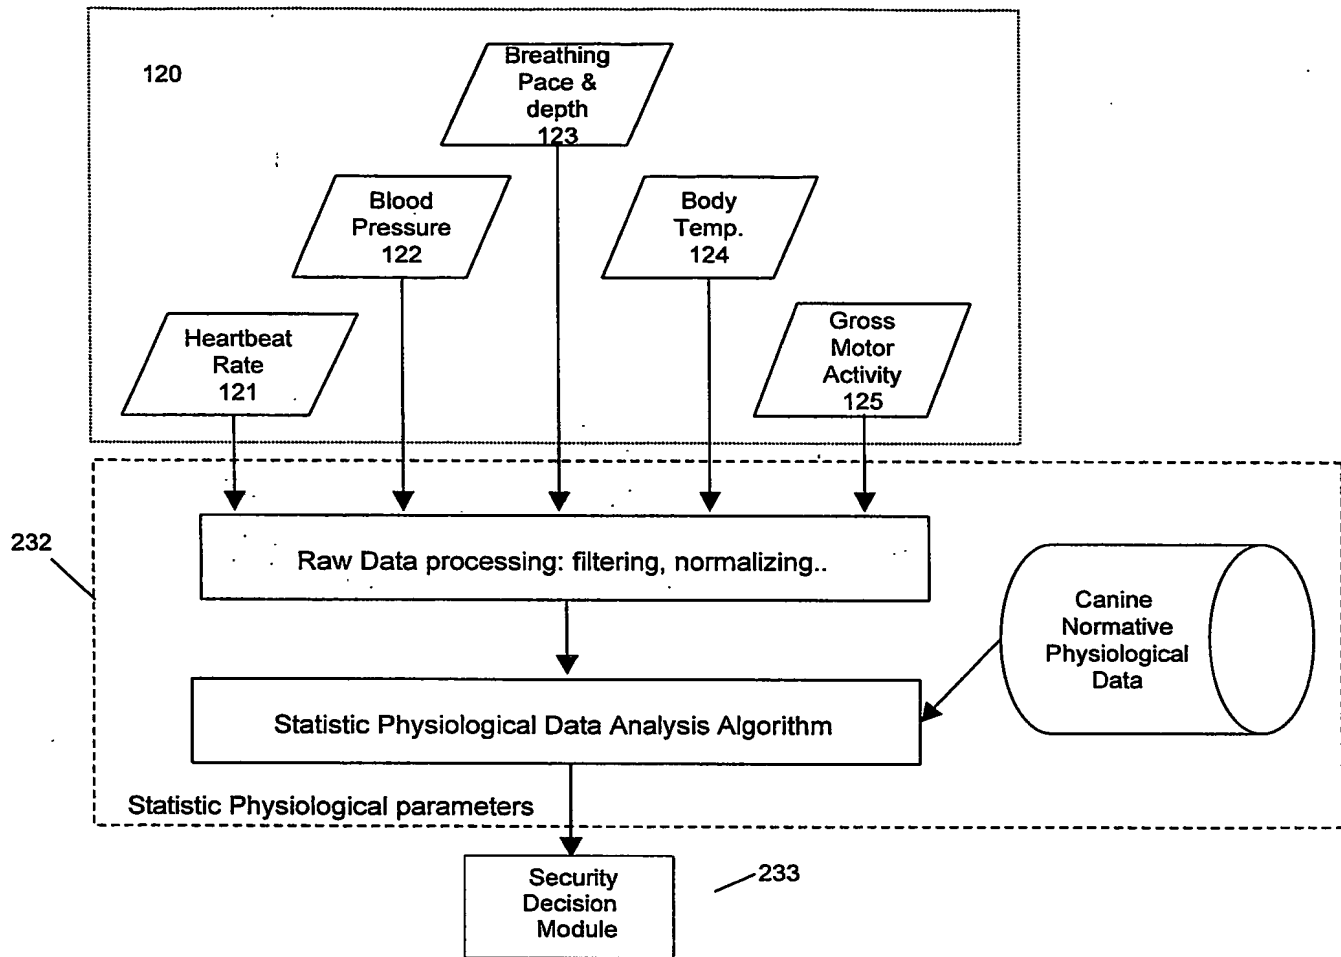 120
Breathing
Pace &
depth
123
Blood
Pressure
122
Body
Temp.
124
Heartbeat
Rate
121
Gross
Motor
Activity
125
232
Raw Data processing: filtering, normalizing..
Canine
Normative
Physiological
Data
Statistic Physiological Data Analysis Algorithm
Statistic Physiological parameters
Security
Decision
Module
233